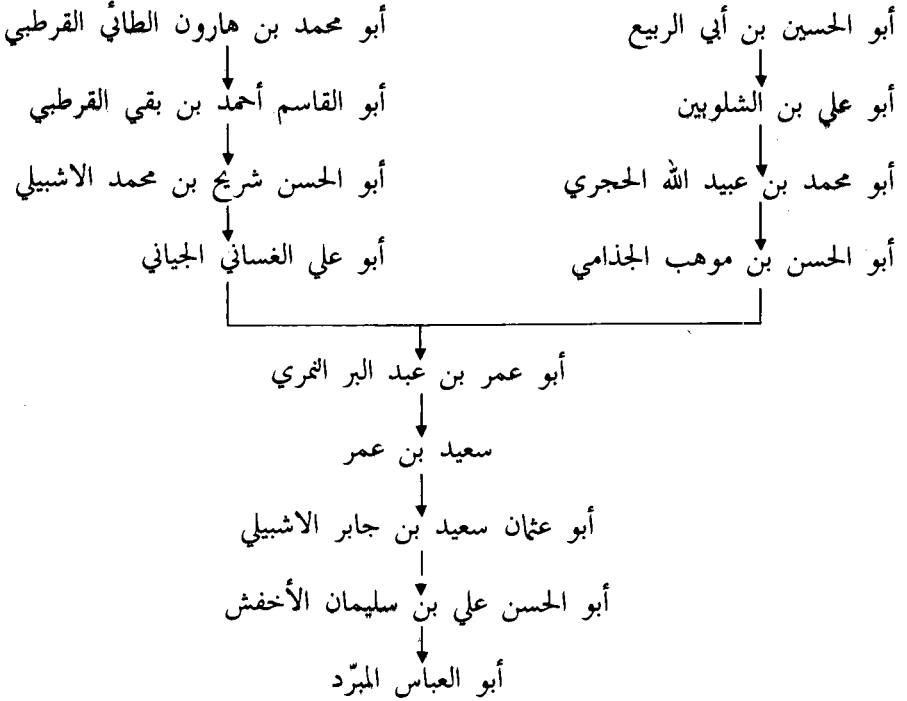 أبو الحسين بن أبي الربيع
أبو علي بن الشلوبين
أبو محمد بن عبيد الله الحجري
أبو الحسن بن موهب الجذامي
أبو محمد بن هارون الطائي القرطبي
أبو القاسم أحمد بن بقي القرطبي
أبو الحسن شريح بن محمد الاشبيلي
أبو علي الغساني الجياني
أبو عمر بن عبد البر النمري
سعيد بن عمر
أبو عثمان سعيد بن جابر الاشبيلي
أبو الحسن علي بن سليمان الأخفش
أبو العباس المبرّد